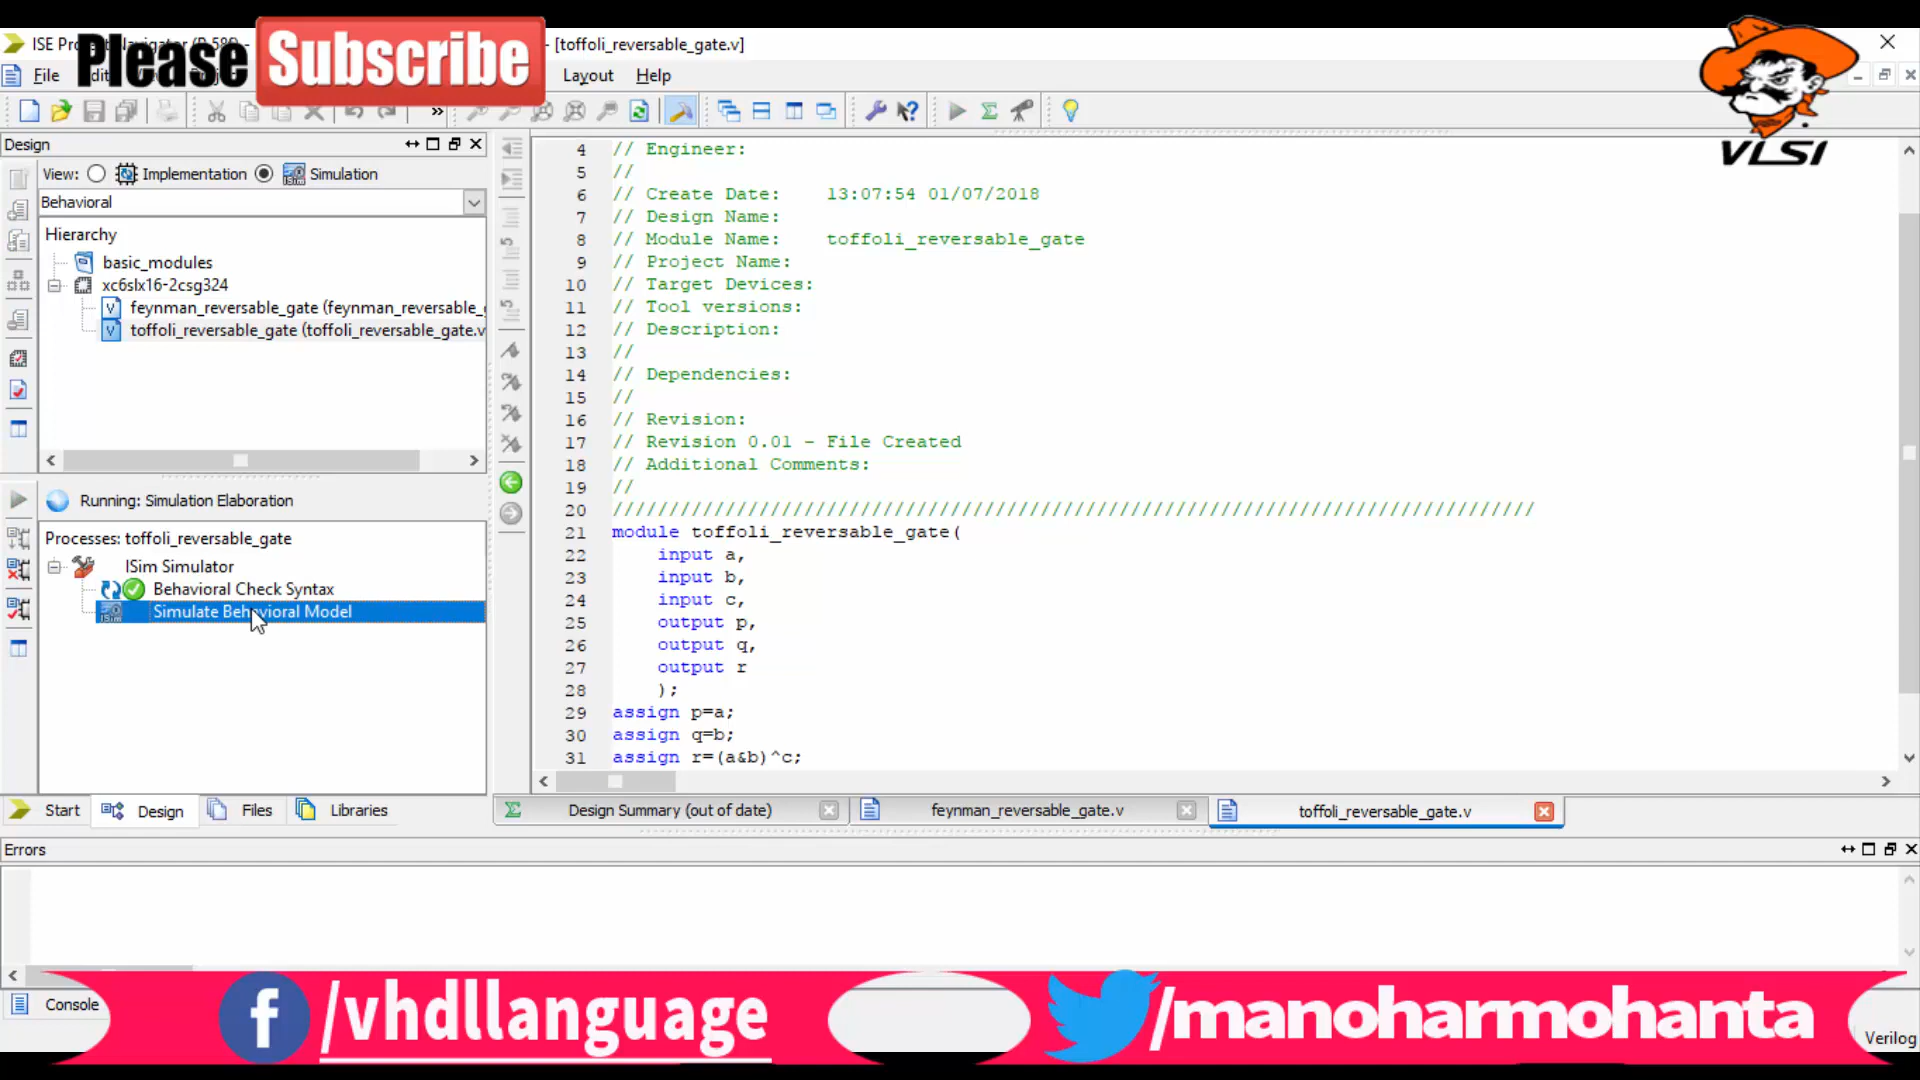 Please Subscribe
ISE Pro
- [toffoli_reversable_gate.v]
File
Layout Help
VLSI
Design
View: Implementation Simulation
Behavioral
Hierarchy
basic_modules
xc6slx16-2csg324
feynman_reversable_gate (feynman_reversable_
toffoli_reversable_gate (toffoli_reversable_gate.v
Running: Simulation Elaboration
Processes: toffoli_reversable_gate
ISim Simulator
Behavioral Check Syntax
Simulate Behavioral Model
Start Design Files Libraries
4 // Engineer:
5 //
6 // Create Date: 13:07:54 01/07/2018
7 // Design Name:
8 // Module Name: toffoli_reversable_gate
9 // Project Name:
10 // Target Devices:
11 // Tool versions:
12 // Description:
13 //
14 // Dependencies:
15 //
16 // Revision:
17 // Revision 0.01 - File Created
18 // Additional Comments:
19 //
20 //////////////////////////////////////////////////////////////////////////////////
21 module toffoli_reversable_gate(
22 input a,
23 input b,
24 input c,
25 output p,
26 output q,
27 output r
28 );
29 assign p=a;
30 assign q=b;
31 assign r=(a&b)^c;
Design Summary (out of date) feynman_reversable_gate.v toffoli_reversable_gate.v
Errors
Console
/vhdllanguage
/manoharmohanta
Verilog